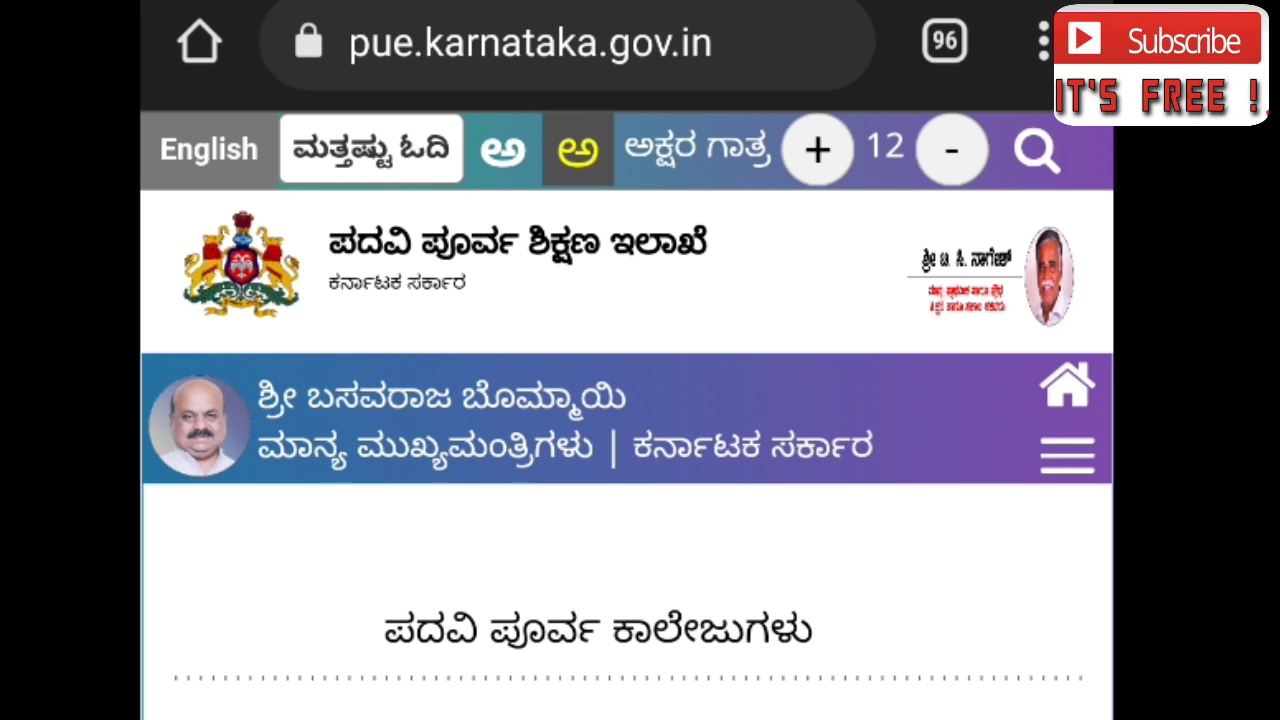 pue.karnataka.gov.in
96
Subscribe
IT'S FREE !
English ಮತ್ತಷ್ಟು ಓದಿ ಅ ಅ ಅಕ್ಷರ ಗಾತ್ರ + 12 -
ಪದವಿ ಪೂರ್ವ ಶಿಕ್ಷಣ ಇಲಾಖೆ
ಕರ್ನಾಟಕ ಸರ್ಕಾರ
ಶ್ರೀ ಬಿ. ಸಿ. ನಾಗೇಶ್
ಶ್ರೀ ಬಸವರಾಜ ಬೊಮ್ಮಾಯಿ
ಮಾನ್ಯ ಮುಖ್ಯಮಂತ್ರಿಗಳು | ಕರ್ನಾಟಕ ಸರ್ಕಾರ
ಪದವಿ ಪೂರ್ವ ಕಾಲೇಜುಗಳು